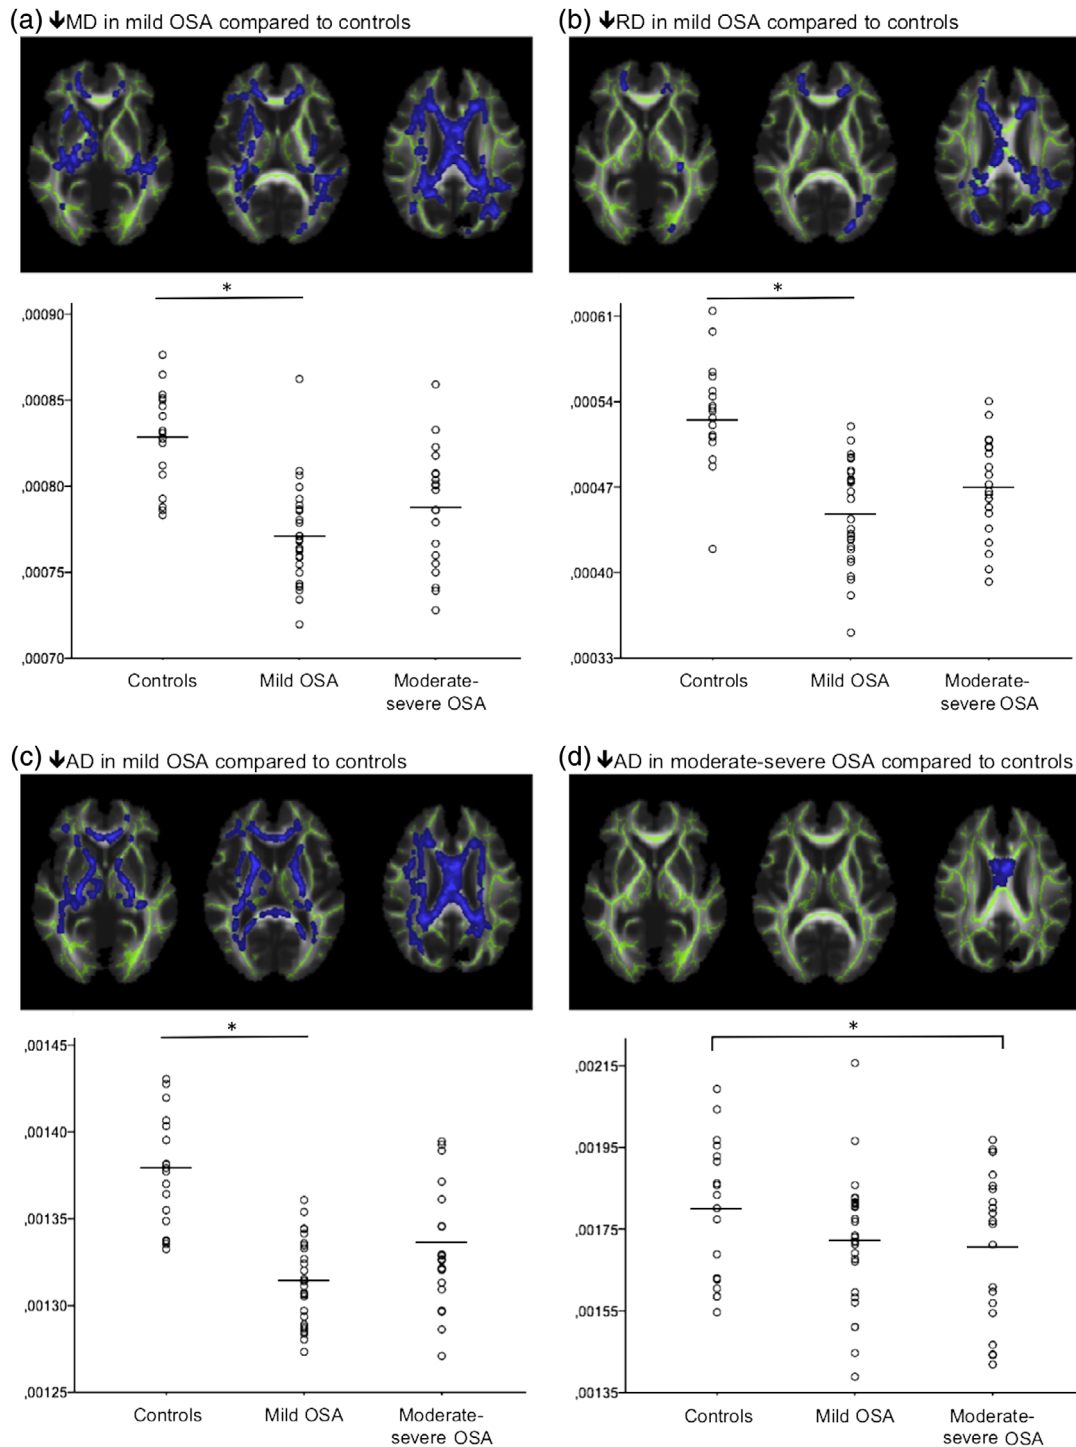 (a) ↓MD in mild OSA compared to controls
*
,00090
,00085
,00080
,00075
,00070
Controls Mild OSA Moderate-
severe OSA
(b) ↓RD in mild OSA compared to controls
*
,00061
,00054
,00047
,00040
,00033
Controls Mild OSA Moderate-
severe OSA
(c) ↓AD in mild OSA compared to controls
*
,00145
,00140
,00135
,00130
,00125
Controls Mild OSA Moderate-
severe OSA
(d) ↓AD in moderate-severe OSA compared to controls
*
,00215
,00195
,00175
,00155
,00135
Controls Mild OSA Moderate-
severe OSA